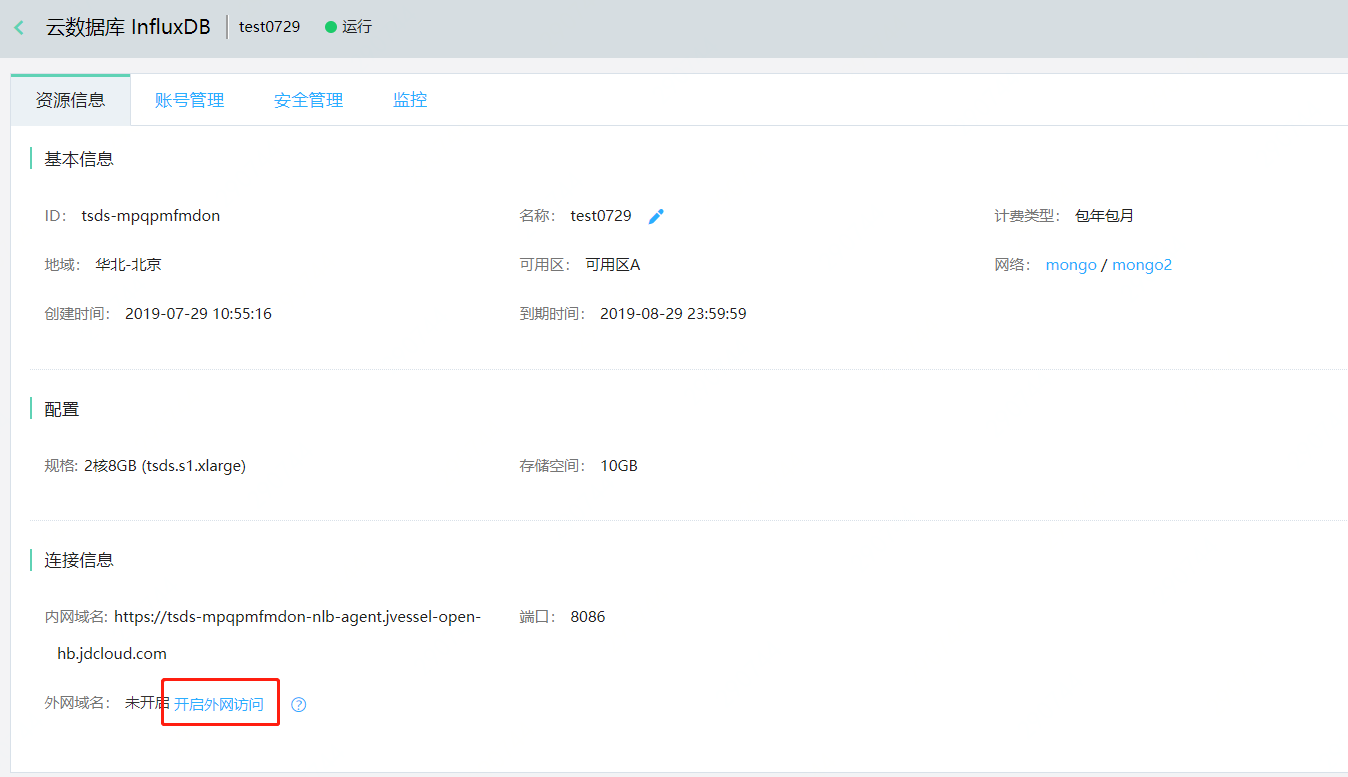 云数据库 InfluxDB test0729 运行
资源信息 账号管理 安全管理 监控
基本信息
ID: tsds-mpqpmfmdon 名称: test0729 计费类型: 包年包月
地域: 华北-北京 可用区: 可用区A 网络: mongo / mongo2
创建时间: 2019-07-29 10:55:16 到期时间: 2019-08-29 23:59:59
配置
规格: 2核8GB (tsds.s1.xlarge) 存储空间: 10GB
连接信息
内网域名: https://tsds-mpqpmfmdon-nlb-agent.jvessel-open- 端口: 8086
hb.jdcloud.com
外网域名: 未开启 开启外网访问 ?